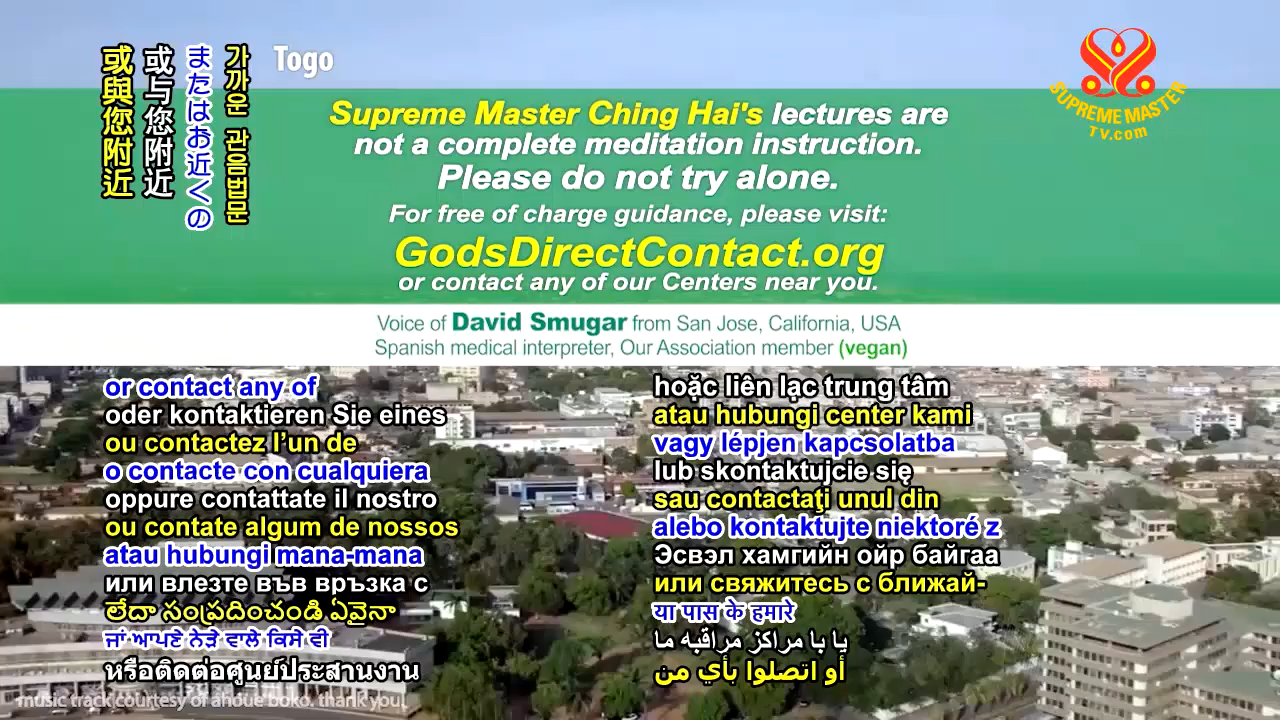 가까운 관음법문
またはお近くの
或与您附近
或與您附近
Togo
SUPREME MASTER
TV.com
Supreme Master Ching Hai's lectures are
not a complete meditation instruction.
Please do not try alone.
For free of charge guidance, please visit:
GodsDirectContact.org
or contact any of our Centers near you.
Voice of David Smugar from San Jose, California, USA
Spanish medical interpreter, Our Association member (vegan)
or contact any of
oder kontaktieren Sie eines
ou contactez l’un de
o contacte con cualquiera
oppure contattate il nostro
ou contate algum de nossos
atau hubungi mana-mana
или влезте във връзка с
లేదా సంప్రదించండి ఏవైనా
ਜਾਂ ਆਪਣੇ ਨੇੜੇ ਵਾਲੇ ਕਿਸੇ ਵੀ
หรือติดต่อศูนย์ประสานงาน
hoặc liên lạc trung tâm
atau hubungi center kami
vagy lépjen kapcsolatba
lub skontaktujcie się
sau contactaţi unul din
alebo kontaktujte niektoré z
Эсвэл хамгийн ойр байгаа
или свяжитесь с ближай-
या पास के हमारे
یا با مراکز مراقبه ما
أو اتصلوا بأي من
music track courtesy of ahoue boko. thank you.